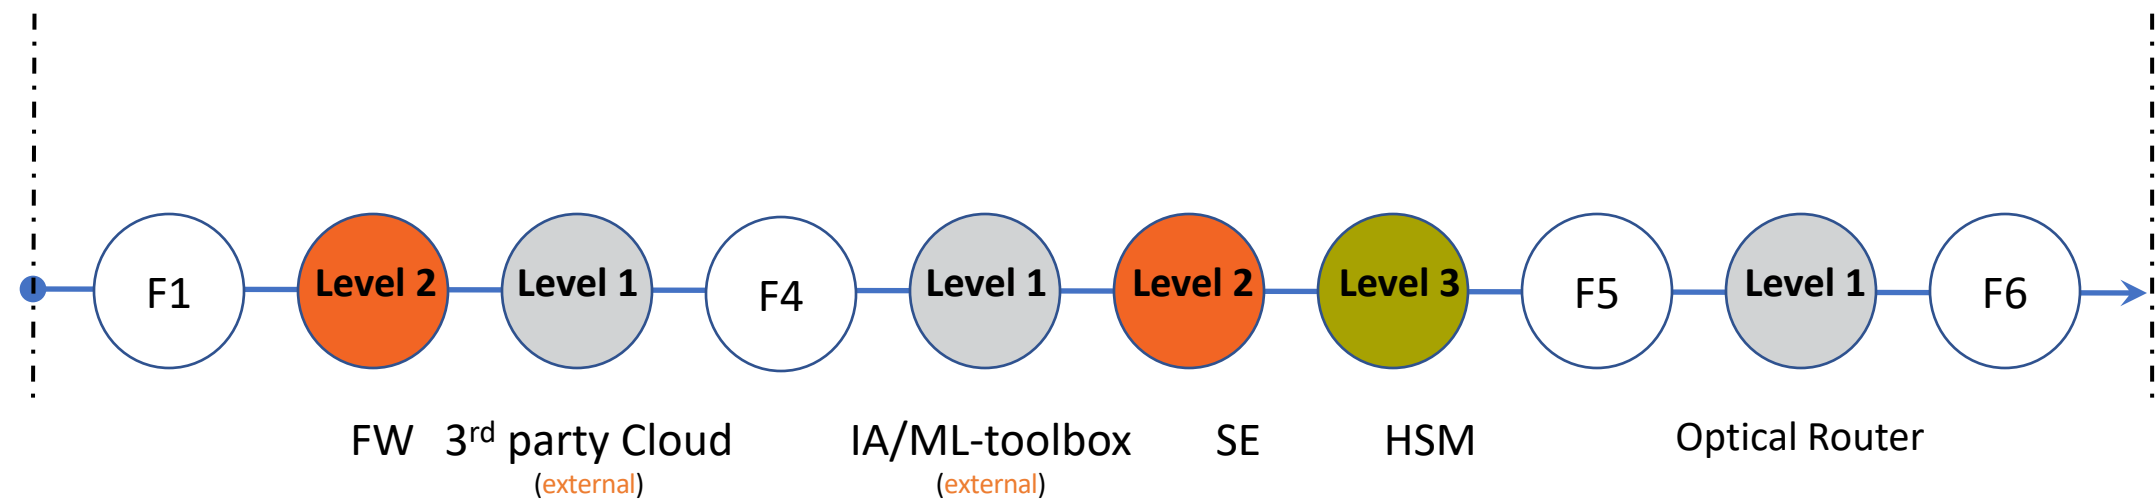 F1
Level 2
Level 1
F4
Level 1
Level 2
Level 3
F5
Level 1
F6
FW
3rd party Cloud
(external)
IA/ML-toolbox
(external)
SE
HSM
Optical Router